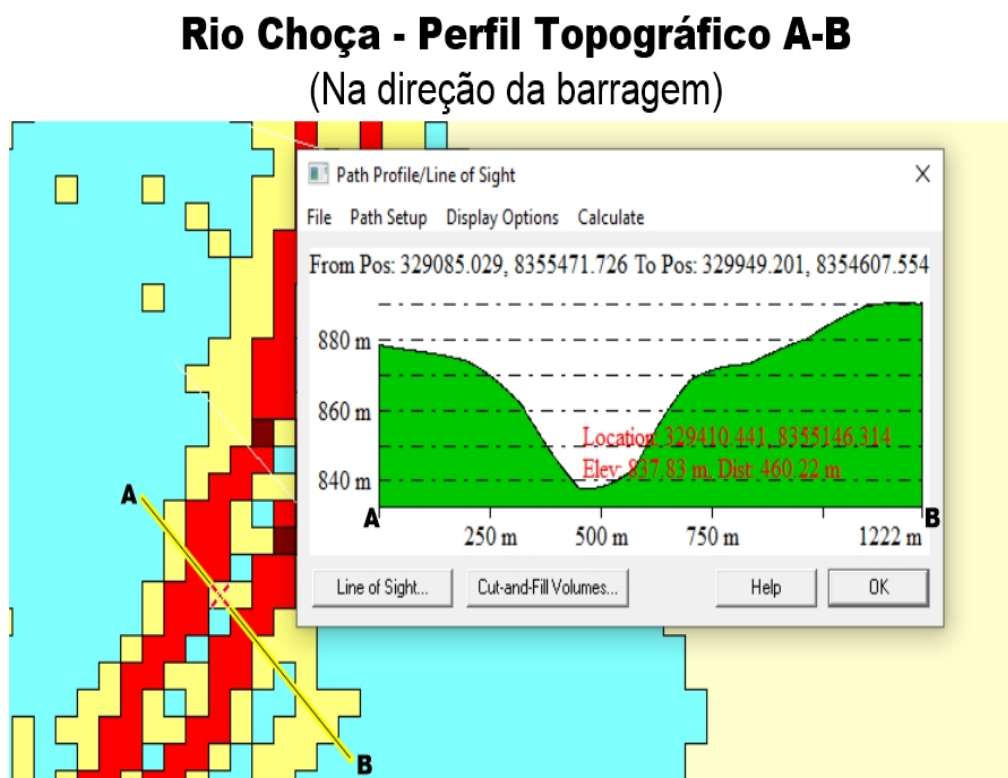 Rio Choça - Perfil Topográfico A-B
(Na direção da barragem)
Path Profile/Line of Sight
File Path Setup Display Options Calculate
From Pos: 329085.029, 8355471.726 To Pos: 329949.201, 8354607.554
880 m
860 m
Location: 329410.441, 8355146.314
Elev: 837.83 m, Dist: 460.22 m
840 m
A
B
250 m 500 m 750 m 1222 m
Line of Sight... Cut-and-Fill Volumes... Help OK
A
B